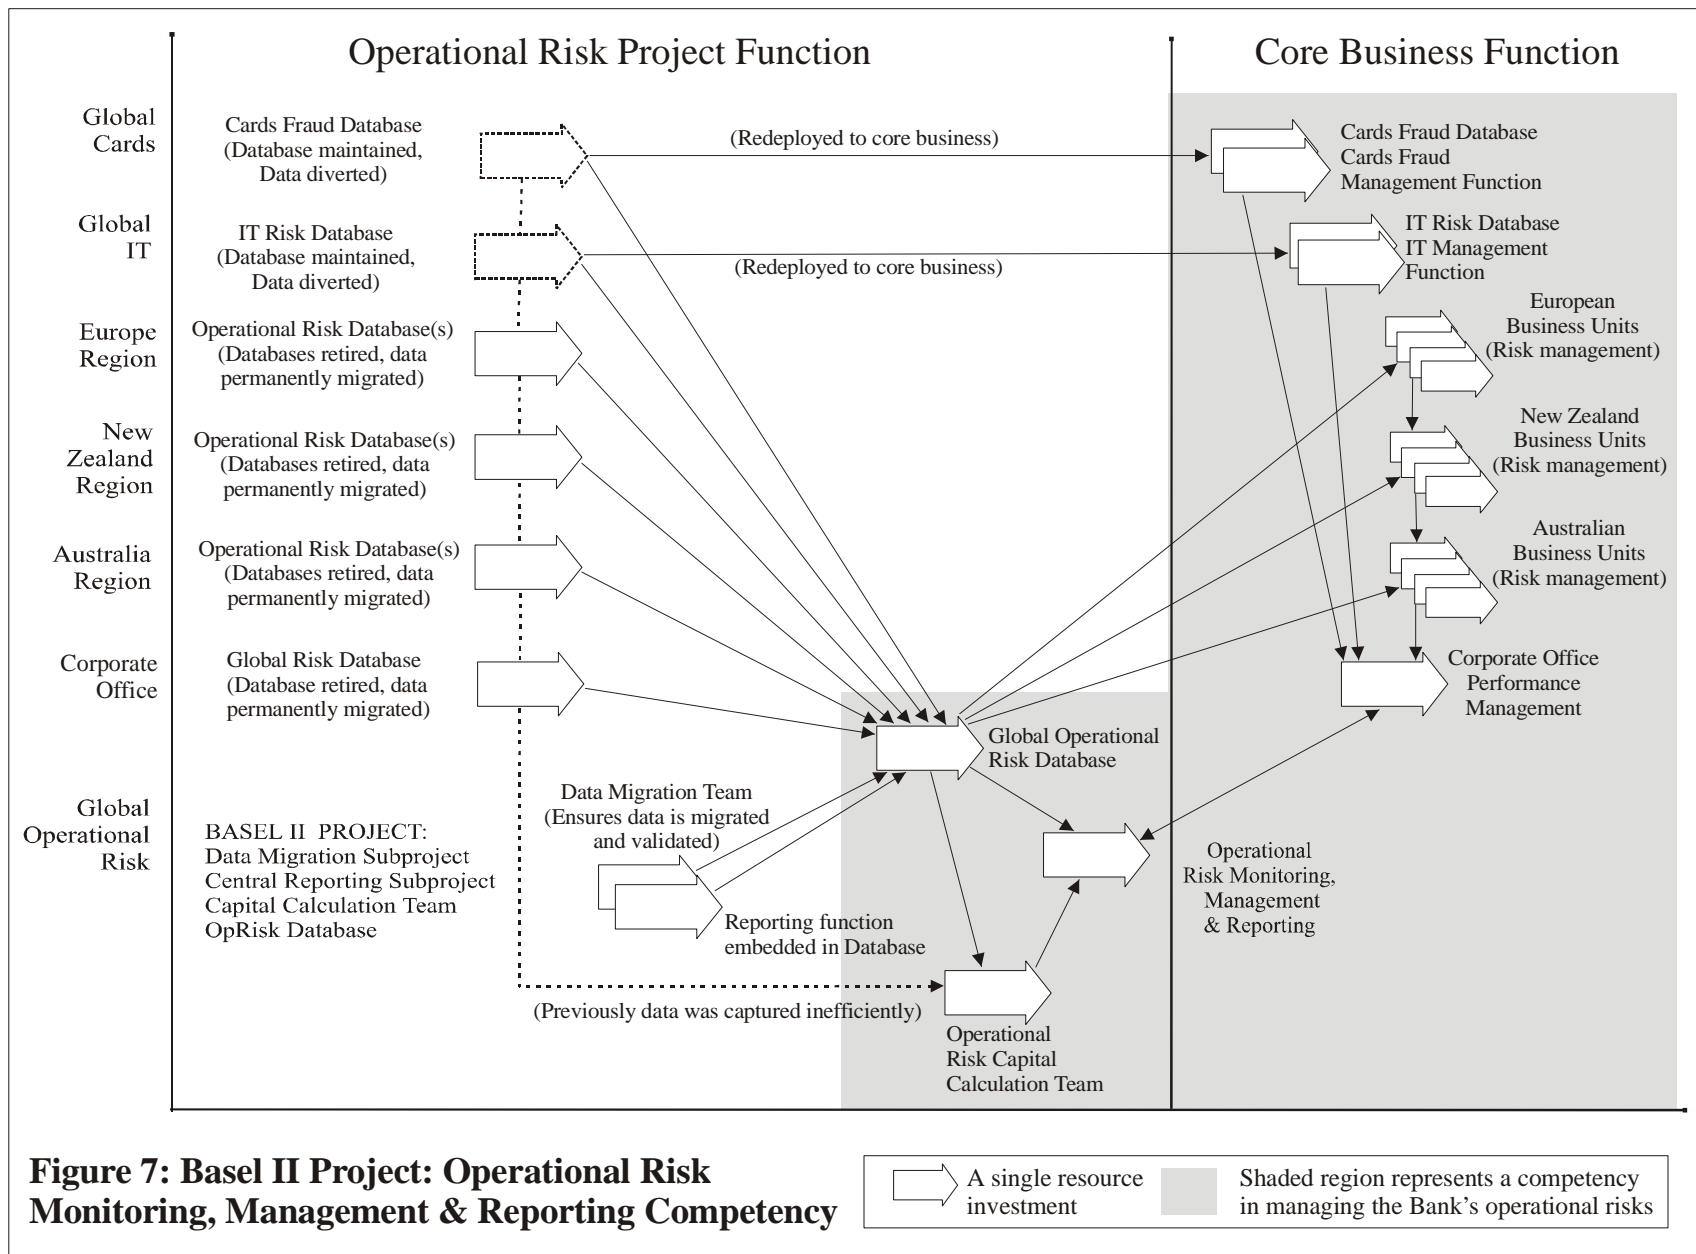 Operational Risk Project Function
Core Business Function
Global
Cards
Cards Fraud Database
(Database maintained,
Data diverted)
(Redeployed to core business)
Cards Fraud Database
Cards Fraud
Management Function
Global
IT
IT Risk Database
(Database maintained,
Data diverted)
(Redeployed to core business)
IT Risk Database
IT Management
Function
Europe
Region
Operational Risk Database(s)
(Databases retired, data
permanently migrated)
European
Business Units
(Risk management)
New
Zealand
Region
Operational Risk Database(s)
(Databases retired, data
permanently migrated)
New Zealand
Business Units
(Risk management)
Australia
Region
Operational Risk Database(s)
(Databases retired, data
permanently migrated)
Australian
Business Units
(Risk management)
Corporate
Office
Global Risk Database
(Database retired, data
permanently migrated)
Corporate Office
Performance
Management
Global Operational
Risk Database
Global
Operational
Risk
BASEL II PROJECT:
Data Migration Subproject
Central Reporting Subproject
Capital Calculation Team
OpRisk Database
Data Migration Team
(Ensures data is migrated
and validated)
Reporting function
embedded in Database
Operational
Risk Monitoring,
Management
& Reporting
(Previously data was captured inefficiently)
Operational
Risk Capital
Calculation Team
Figure 7: Basel II Project: Operational Risk
Monitoring, Management & Reporting Competency
A single resource
investment
Shaded region represents a competency
in managing the Bank's operational risks